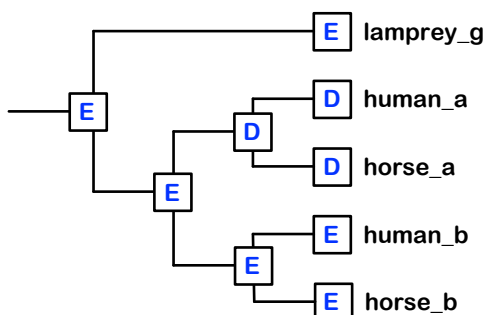 E lamprey_g
E
D human_a
D
D horse_a
E
E human_b
E
E horse_b